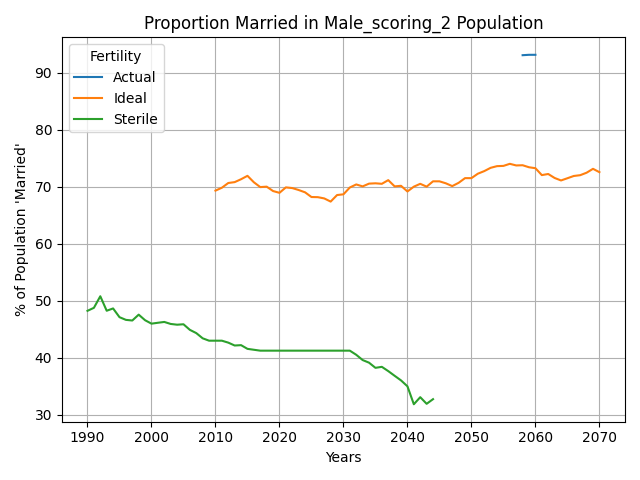 Proportion Married in Male_scoring_2 Population
% of Population 'Married'
90
80
70
60
50
40
30
Fertility
Actual
Ideal
Sterile
1990 2000 2010 2020 2030 2040 2050 2060 2070
Years